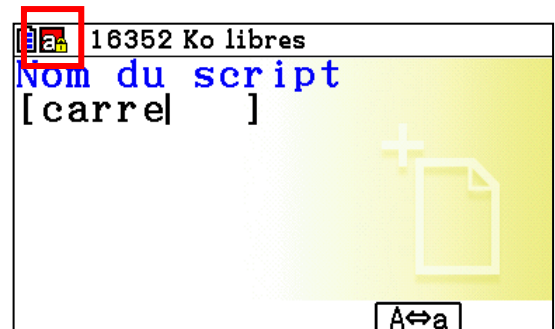 a 16352 Ko libres
Nom du script
[carre ]
A⇔a